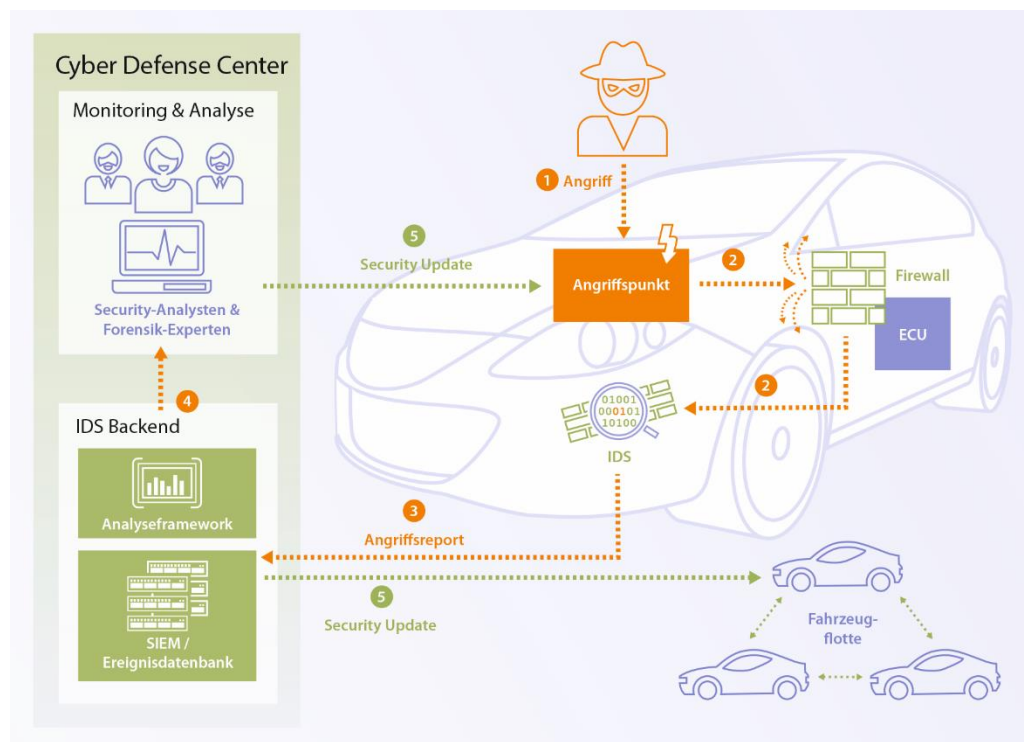 Cyber Defense Center
Monitoring & Analyse
Security-Analysten &
Forensik-Experten
4
IDS Backend
Analyseframework
SIEM /
Ereignisdatenbank
1 Angriff
5
Security Update
Angriffspunkt
2
Firewall
ECU
2
01001
000101
10100
IDS
3
Angriffsreport
5
Security Update
Fahrzeug-
flotte